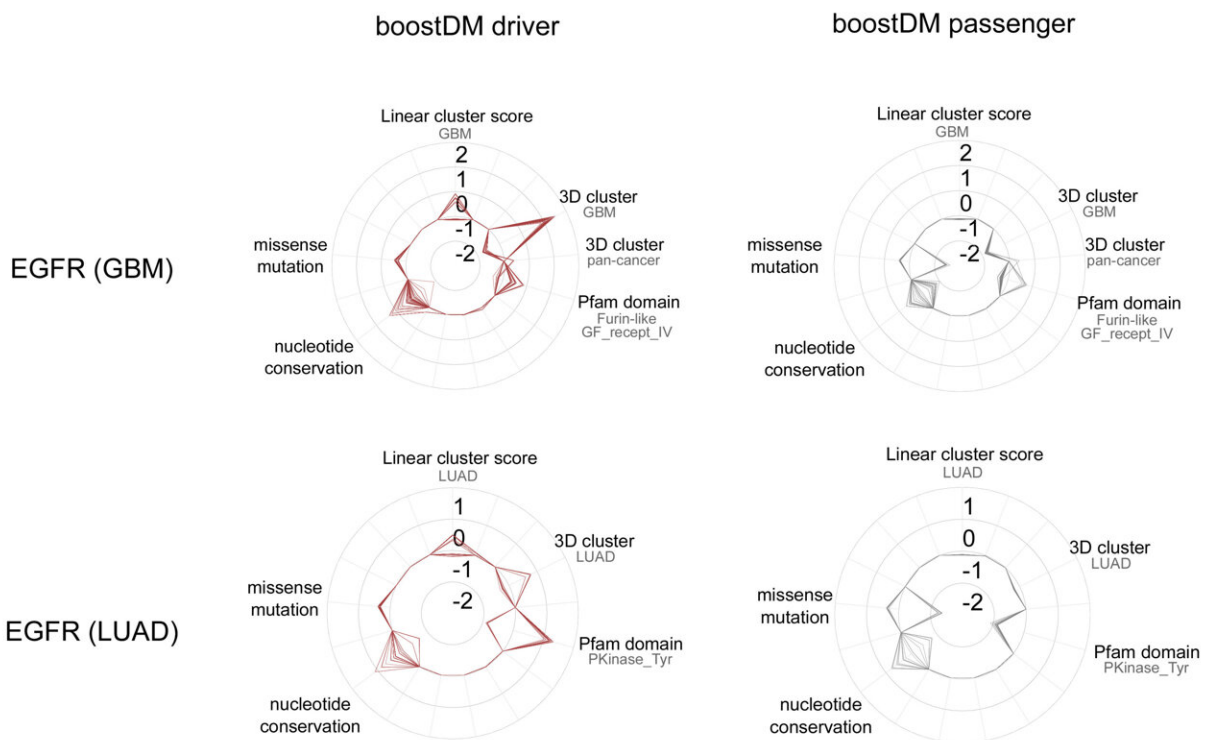 boostDM driver
boostDM passenger
EGFR (GBM)
Linear cluster score
GBM
2
1
0
-1
-2
3D cluster
GBM
3D cluster
pan-cancer
Pfam domain
Furin-like
GF_recept_IV
missense
mutation
nucleotide
conservation
Linear cluster score
GBM
2
1
0
-1
-2
3D cluster
GBM
3D cluster
pan-cancer
Pfam domain
Furin-like
GF_recept_IV
missense
mutation
nucleotide
conservation
EGFR (LUAD)
Linear cluster score
LUAD
1
0
-1
-2
3D cluster
LUAD
Pfam domain
PKinase_Tyr
missense
mutation
nucleotide
conservation
Linear cluster score
LUAD
1
0
-1
-2
3D cluster
LUAD
Pfam domain
PKinase_Tyr
missense
mutation
nucleotide
conservation